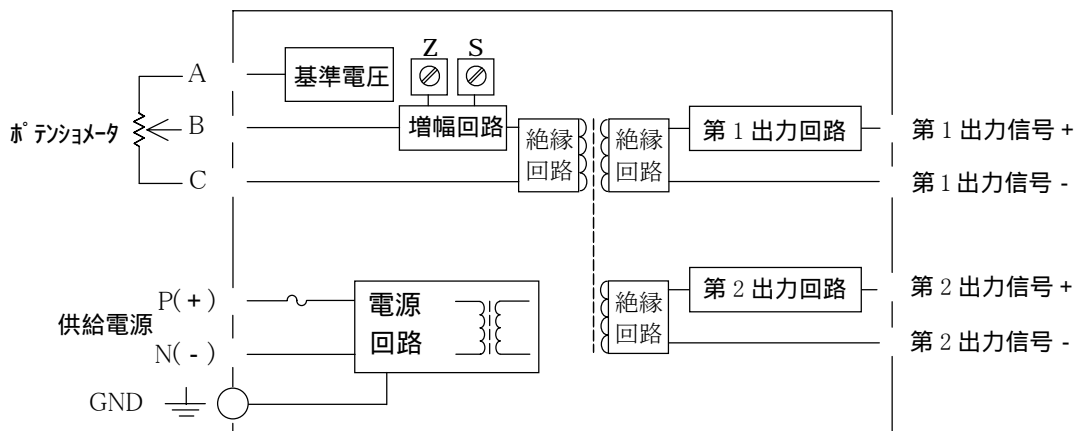 Z S
A
基準電圧
ポテンショメータ
B
増幅回路
C
絶縁
回路
絶縁
回路
第1出力回路
第1出力信号+
第1出力信号-
P(+)
供給電源
N(-)
電源
回路
GND
絶縁
回路
第2出力回路
第2出力信号+
第2出力信号-